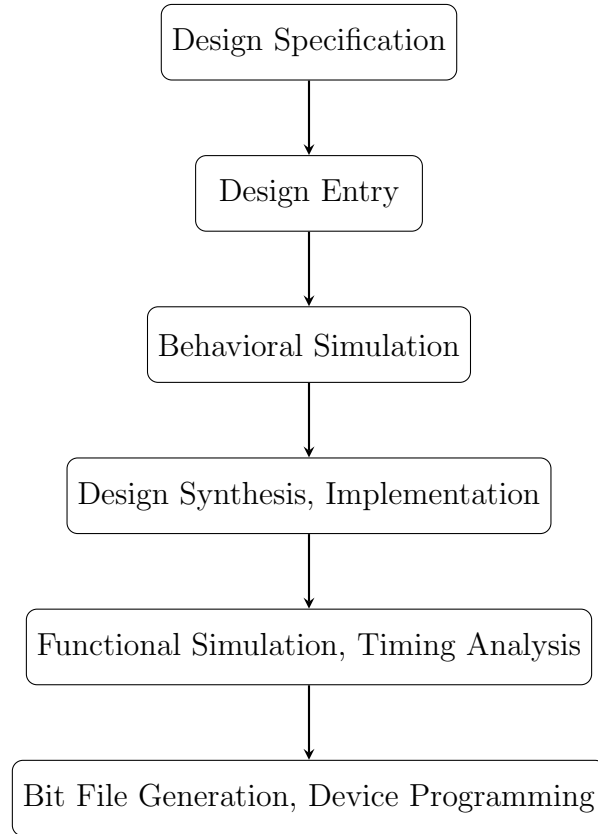 Design Specification
Design Entry
Behavioral Simulation
Design Synthesis, Implementation
Functional Simulation, Timing Analysis
Bit File Generation, Device Programming